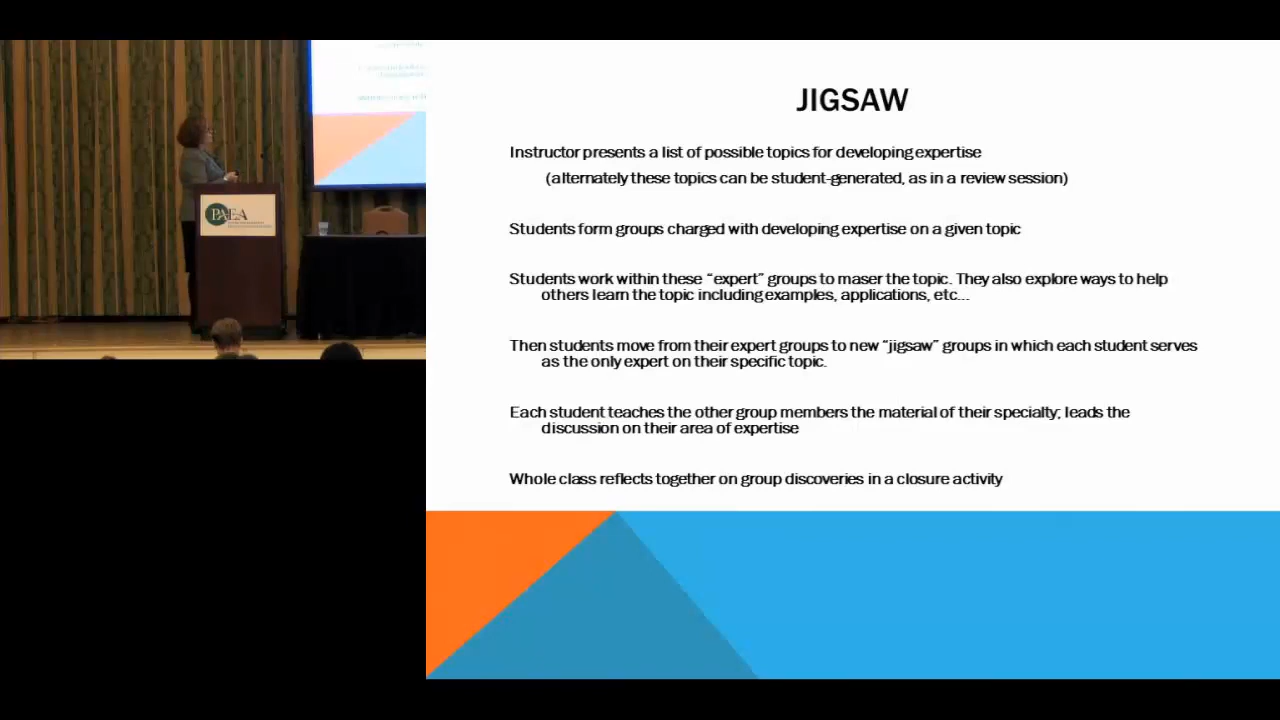 PAEA
JIGSAW
Instructor presents a list of possible topics for developing expertise
(alternately these topics can be student-generated, as in a review session)
Students form groups charged with developing expertise on a given topic
Students work within these “expert” groups to maser the topic. They also explore ways to help
others learn the topic including examples, applications, etc...
Then students move from their expert groups to new “jigsaw” groups in which each student serves
as the only expert on their specific topic.
Each student teaches the other group members the material of their specialty; leads the
discussion on their area of expertise
Whole class reflects together on group discoveries in a closure activity